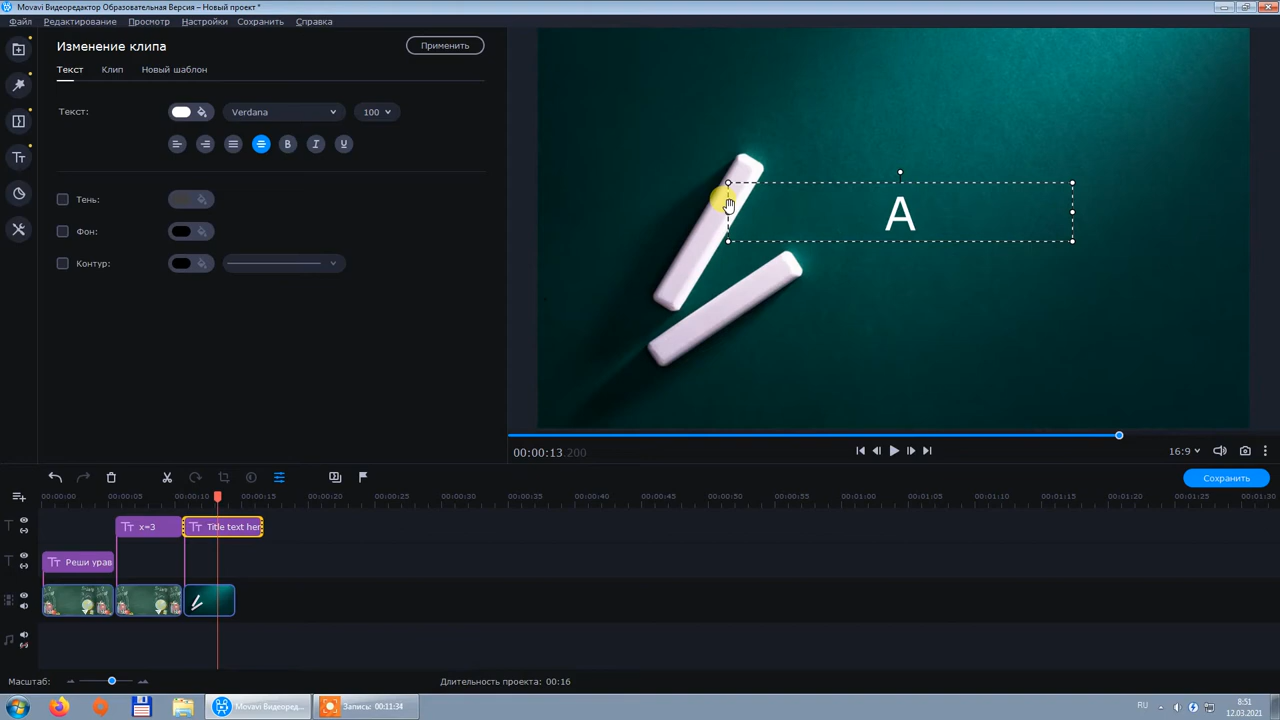 Movavi Видеоредактор Образовательная Версия – Новый проект *
Файл Редактирование Просмотр Настройки Сохранить Справка
Изменение клипа
Применить
Текст Клип Новый шаблон
Текст: Verdana 100
Тень:
Фон:
Контур:
A
00:00:13.200
16:9
Сохранить
00:00:00 00:00:05 00:00:10 00:00:15 00:00:20 00:00:25 00:00:30 00:00:35 00:00:40 00:00:45 00:00:50 00:00:55 00:01:00 00:01:05 00:01:10 00:01:15 00:01:20 00:01:25 00:01:30
x=3 Title text her
Реши урав
Масштаб: Длительность проекта: 00:16
Movavi Видеоредак... Запись: 00:11:34
RU 8:51
12.03.2021